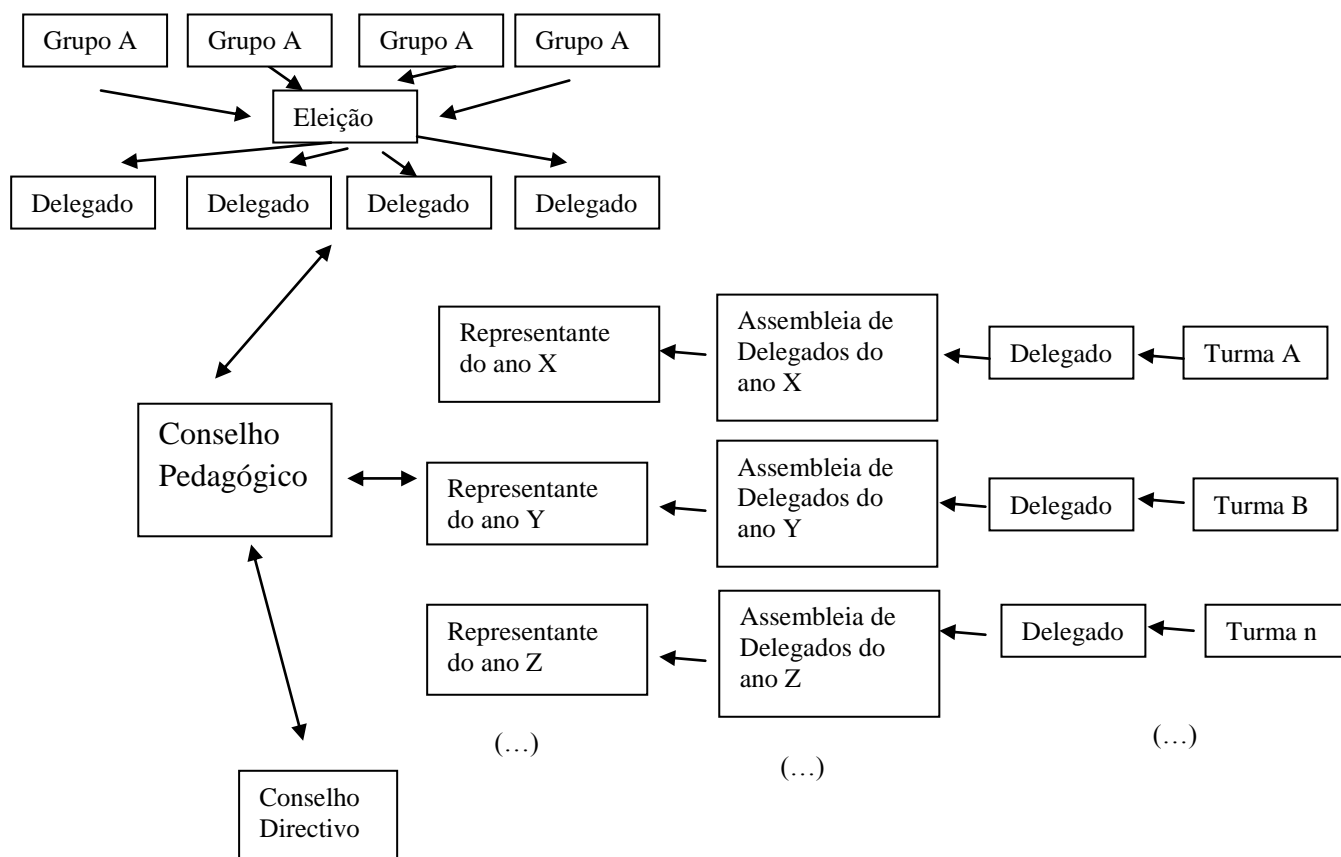 Grupo A
Grupo A
Grupo A
Grupo A
Eleição
Delegado
Delegado
Delegado
Delegado
Representante
do ano X
Assembleia de
Delegados do
ano X
Delegado
Turma A
Conselho
Pedagógico
Representante
do ano Y
Assembleia de
Delegados do
ano Y
Delegado
Turma B
Representante
do ano Z
Assembleia de
Delegados do
ano Z
Delegado
Turma n
(…)
(…)
(…)
Conselho
Directivo